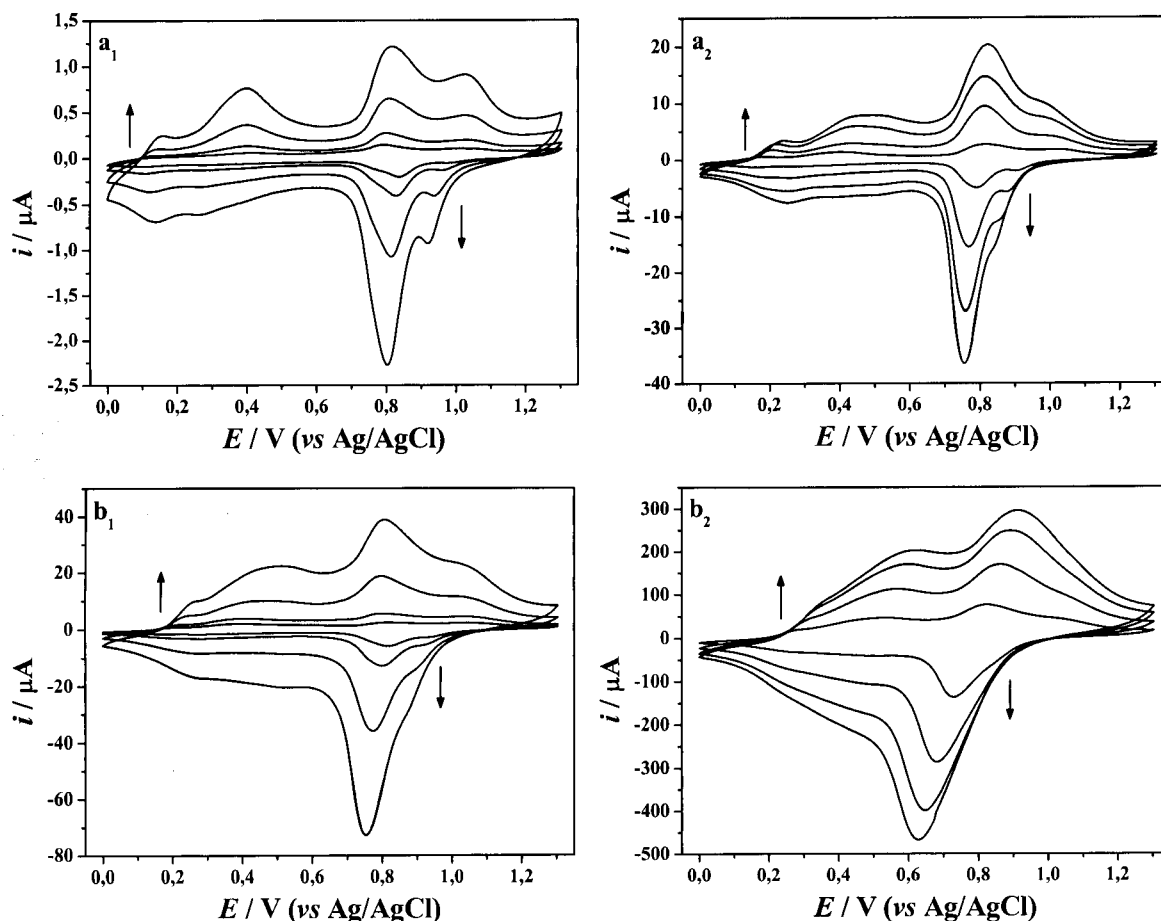 a1
1,5
1,0
0,5
0,0
-0,5
-1,0
-1,5
-2,0
-2,5
i / µA
0,0 0,2 0,4 0,6 0,8 1,0 1,2
E / V (vs Ag/AgCl)
a2
20
10
0
-10
-20
-30
-40
i / µA
0,0 0,2 0,4 0,6 0,8 1,0 1,2
E / V (vs Ag/AgCl)
b1
40
20
0
-20
-40
-60
-80
i / µA
0,0 0,2 0,4 0,6 0,8 1,0 1,2
E / V (vs Ag/AgCl)
b2
300
200
100
0
-100
-200
-300
-400
-500
i / µA
0,0 0,2 0,4 0,6 0,8 1,0 1,2
E / V (vs Ag/AgCl)